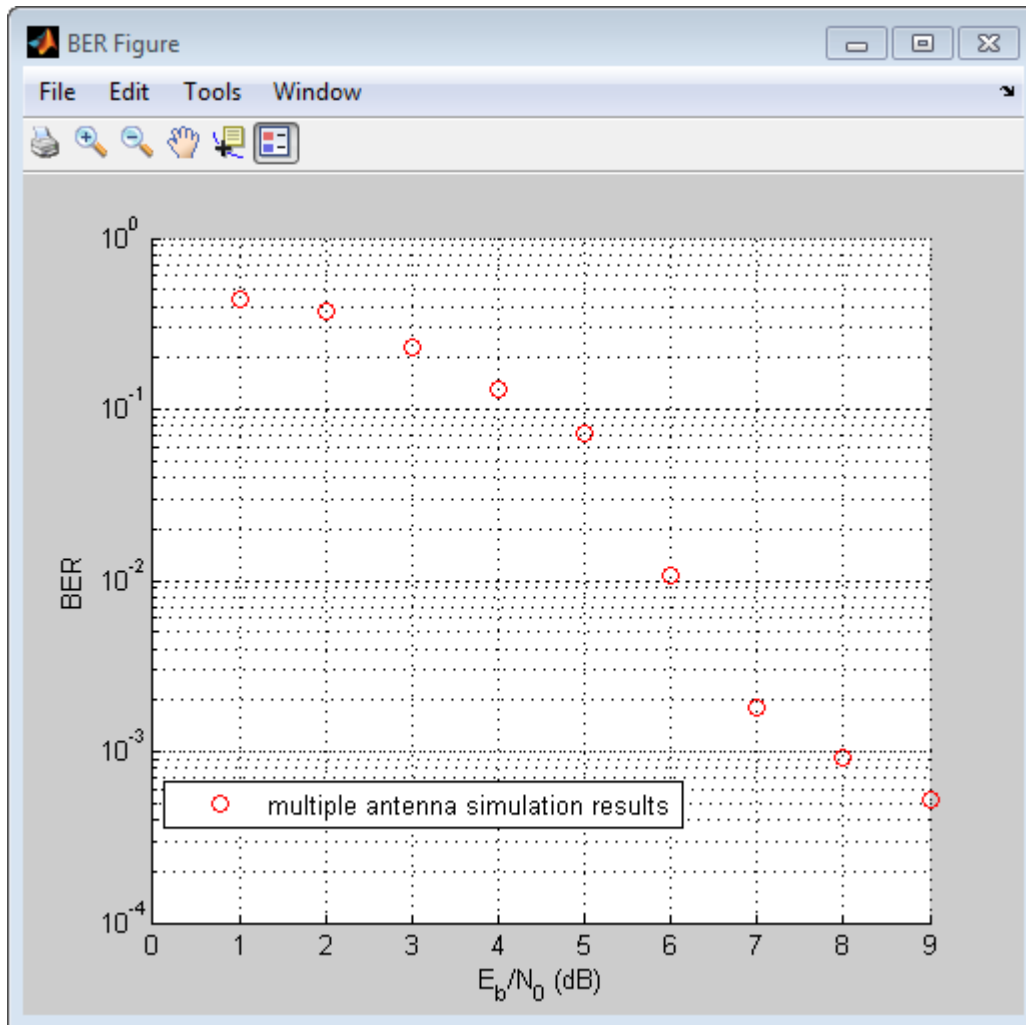 BER Figure
File Edit Tools Window
10^0
10^-1
10^-2
10^-3
10^-4
BER
multiple antenna simulation results
0 1 2 3 4 5 6 7 8 9
E_b/N_0 (dB)